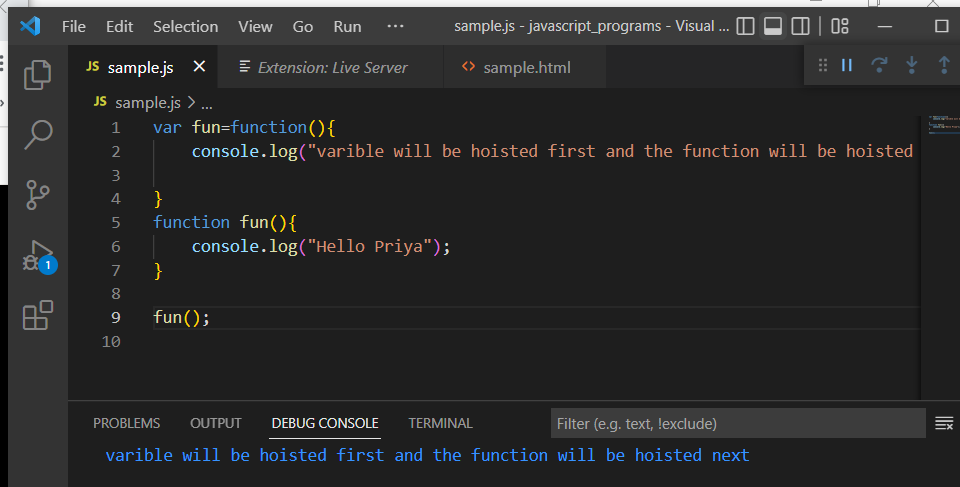 File Edit Selection View Go Run ··· sample.js - javascript_programs - Visual ...
JS sample.js × Extension: Live Server <> sample.html
JS sample.js > ...
1 var fun=function(){
2 console.log("varible will be hoisted first and the function will be hoisted
3
4 }
5 function fun(){
6 console.log("Hello Priya");
7 }
8
9 fun();
10
1
PROBLEMS OUTPUT DEBUG CONSOLE TERMINAL Filter (e.g. text, !exclude)
varible will be hoisted first and the function will be hoisted next